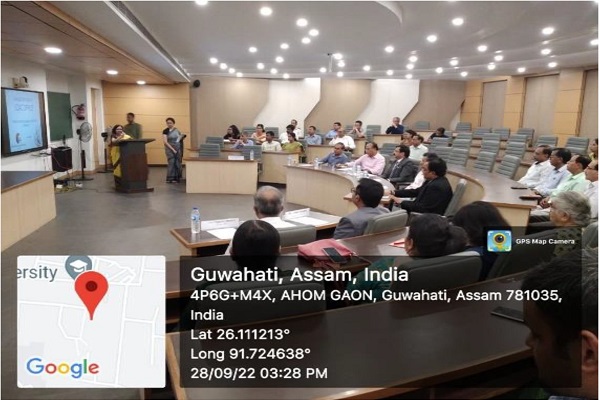 GPS Map Camera
ersity
Google
Guwahati, Assam, India
4P6G+M4X, AHOM GAON, Guwahati, Assam 781035,
India
Lat 26.111213°
Long 91.724638°
28/09/22 03:28 PM